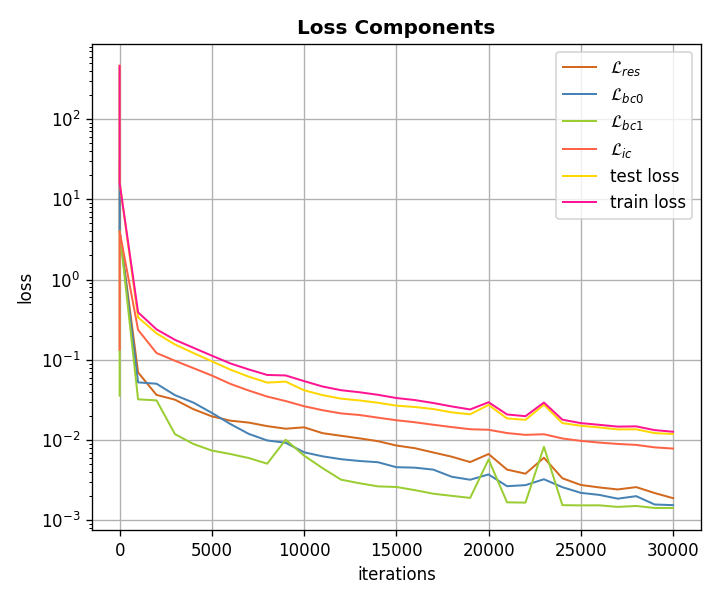 Loss Components
ℒ_res
ℒ_bc0
ℒ_bc1
ℒ_ic
test loss
train loss
loss
10^2
10^1
10^0
10^−1
10^−2
10^−3
0 5000 10000 15000 20000 25000 30000
iterations